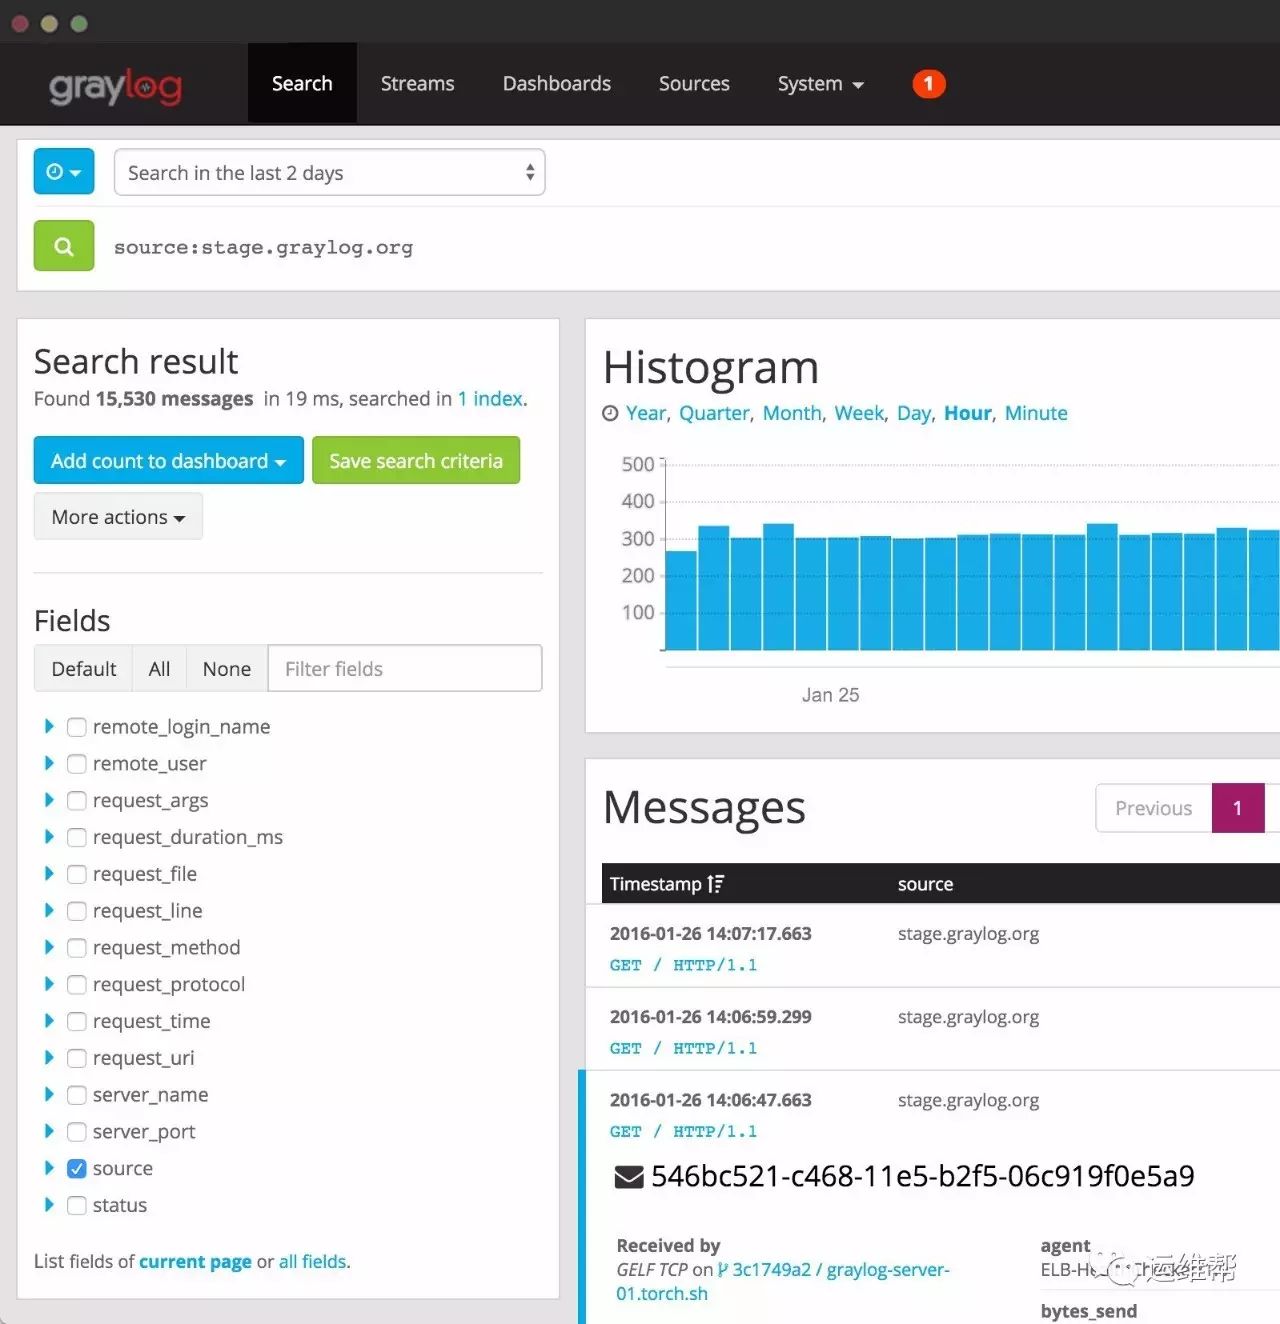 graylog
Search
Streams
Dashboards
Sources
System
1
Search in the last 2 days
source:stage.graylog.org
Search result
Found 15,530 messages in 19 ms, searched in 1 index.
Add count to dashboard
Save search criteria
More actions
Fields
Default
All
None
Filter fields
remote_login_name
remote_user
request_args
request_duration_ms
request_file
request_line
request_method
request_protocol
request_time
request_uri
server_name
server_port
source
status
List fields of current page or all fields.
Histogram
Year, Quarter, Month, Week, Day, Hour, Minute
500
400
300
200
100
Jan 25
Messages
Previous
1
Timestamp
source
2016-01-26 14:07:17.663
stage.graylog.org
GET / HTTP/1.1
2016-01-26 14:06:59.299
stage.graylog.org
GET / HTTP/1.1
2016-01-26 14:06:47.663
stage.graylog.org
GET / HTTP/1.1
546bc521-c468-11e5-b2f5-06c919f0e5a9
Received by
GELF TCP on 3c1749a2 / graylog-server-
01.torch.sh
agent
运维帮
bytes_send